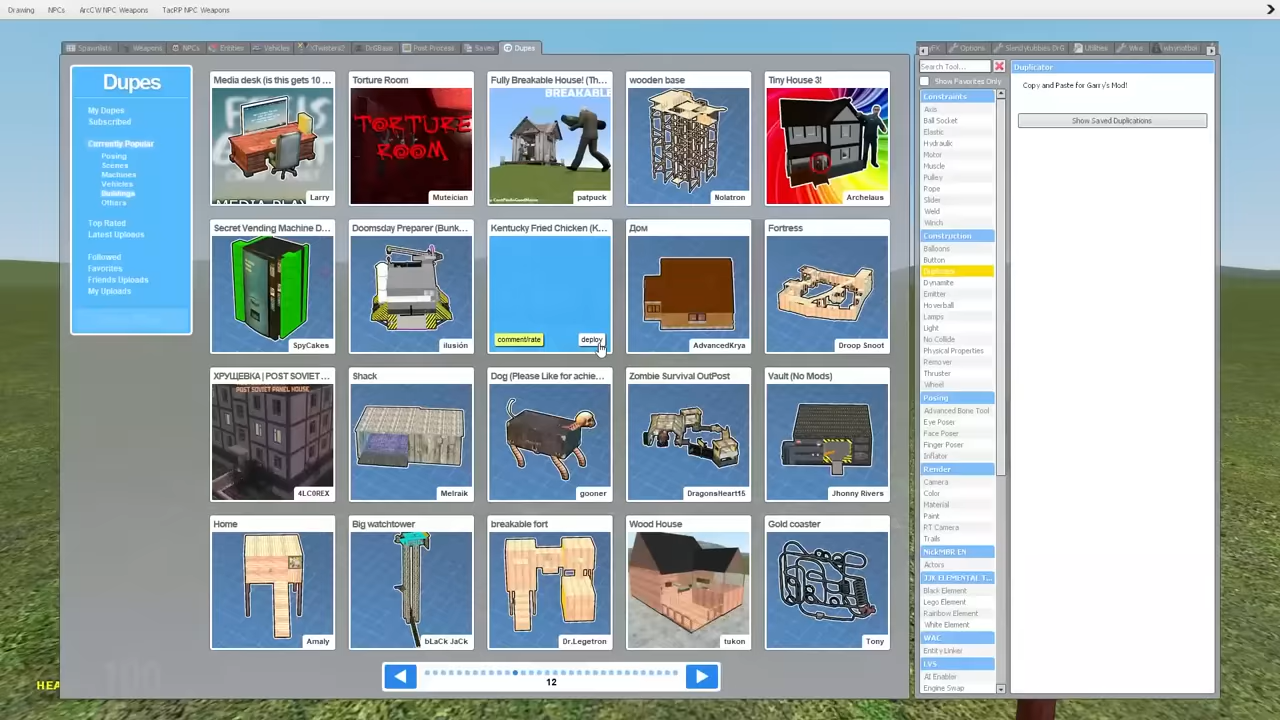 Drawing NPCs ArcCW NPC Weapons TacRP NPC Weapons
Spawnlists Weapons NPCs Entities Vehicles Post Process Saves Dupes
Options Utilities
Dupes
My Dupes
Subscribed
Currently Popular
Posing
Scenes
Machines
Vehicles
Buildings
Others
Top Rated
Latest Uploads
Followed
Favorites
Friends Uploads
My Uploads
Media desk (is this gets 10 ...
Larry
Torture Room
TORTURE
ROOM
Muteician
Fully Breakable House! (Th...
BREAKABLE
patpuck
wooden base
Nolatron
Tiny House 3!
Archelaus
Secret Vending Machine D...
SpyCakes
Doomsday Preparer (Bunk...
ilusión
Kentucky Fried Chicken (K...
comment/rate deploy
Дом
AdvancedKrya
Fortress
Droop Snoot
ХРУЩЕВКА | POST SOVIET ...
POST SOVIET PANEL HOUSE
4LC0REX
Shack
Melraik
Dog (Please Like for achie...
gooner
Zombie Survival OutPost
DragonsHeart15
Vault (No Mods)
Jhonny Rivers
Home
Amaly
Big watchtower
bLaCk JaCk
breakable fort
Dr.Legetron
Wood House
tukon
Gold coaster
Tony
12
Search Tool...
Show Favorites Only
Constraints
Axis
Ball Socket
Elastic
Hydraulic
Motor
Muscle
Pulley
Rope
Slider
Weld
Winch
Construction
Balloons
Button
Duplicator
Dynamite
Emitter
Hoverball
Lamps
Light
No Collide
Physical Properties
Remover
Thruster
Wheel
Posing
Advanced Bone Tool
Eye Poser
Face Poser
Finger Poser
Inflator
Render
Camera
Color
Material
Paint
RT Camera
Trails
NickMBR EN
Actors
TJK ELEMENTAL T...
Black Element
Lego Element
Rainbow Element
White Element
WAC
Entity Linker
LVS
AI Enabler
Engine Swap
Duplicator
Copy and Paste for Garry's Mod!
Show Saved Duplications
HEA
100